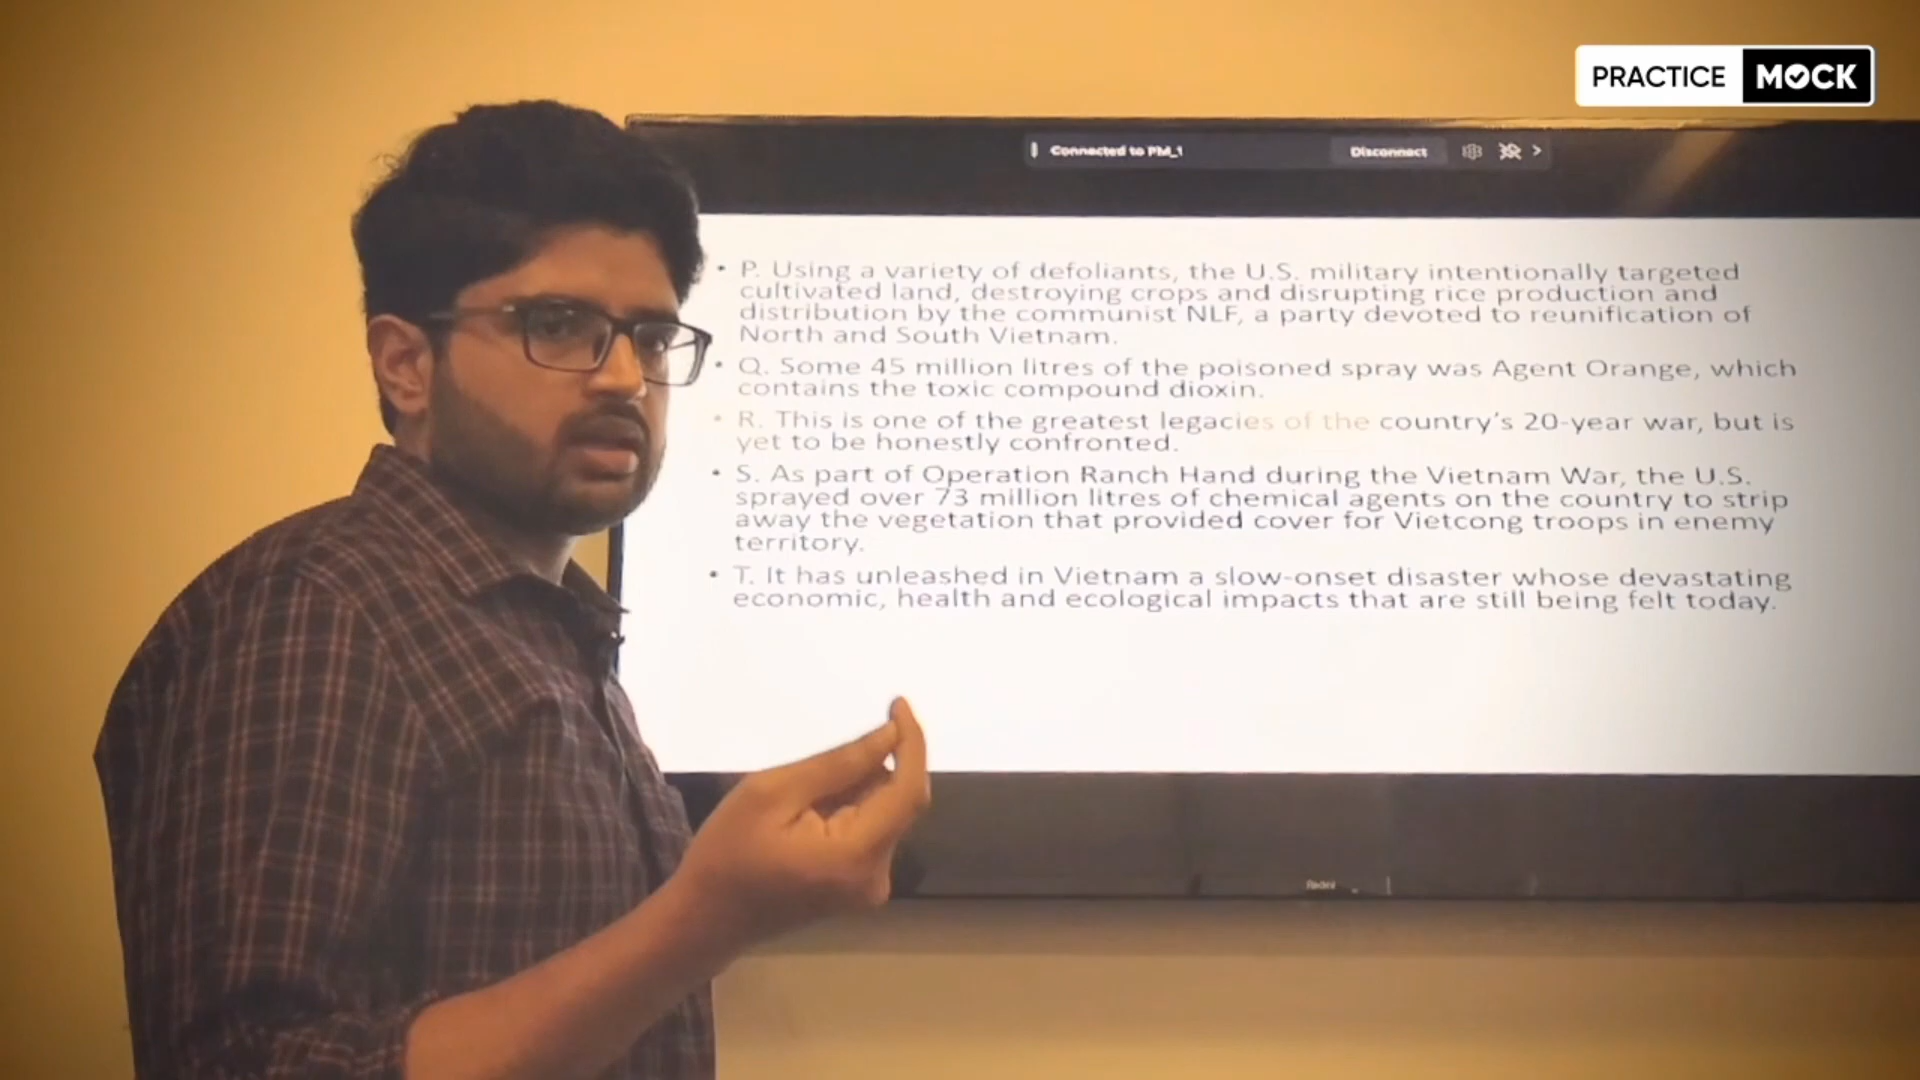 PRACTICE MOCK
Connected to PM_1 Disconnect
• P. Using a variety of defoliants, the U.S. military intentionally targeted
cultivated land, destroying crops and disrupting rice production and
distribution by the communist NLF, a party devoted to reunification of
North and South Vietnam.
• Q. Some 45 million litres of the poisoned spray was Agent Orange, which
contains the toxic compound dioxin.
• R. This is one of the greatest legacies of the country’s 20-year war, but is
yet to be honestly confronted.
• S. As part of Operation Ranch Hand during the Vietnam War, the U.S.
sprayed over 73 million litres of chemical agents on the country to strip
away the vegetation that provided cover for Vietcong troops in enemy
territory.
• T. It has unleashed in Vietnam a slow-onset disaster whose devastating
economic, health and ecological impacts that are still being felt today.
Redmi